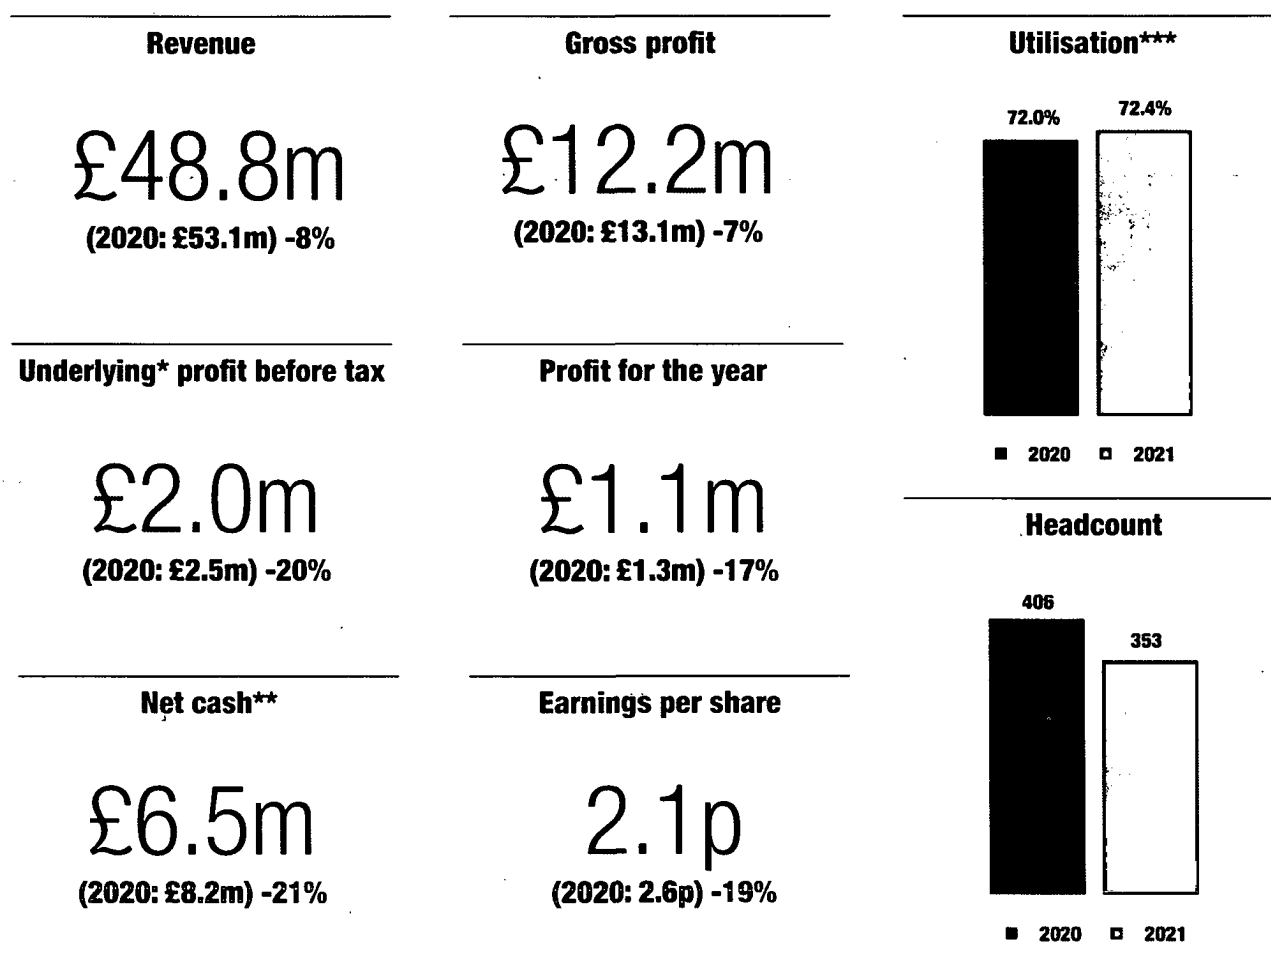 Revenue
£48.8m
(2020: £53.1m) -8%
Gross profit
£12.2m
(2020: £13.1m) -7%
Utilisation***
72.0%
72.4%
2020
2021
Underlying* profit before tax
£2.0m
(2020: £2.5m) -20%
Profit for the year
£1.1m
(2020: £1.3m) -17%
Headcount
406
353
2020
2021
Net cash**
£6.5m
(2020: £8.2m) -21%
Earnings per share
2.1p
(2020: 2.6p) -19%